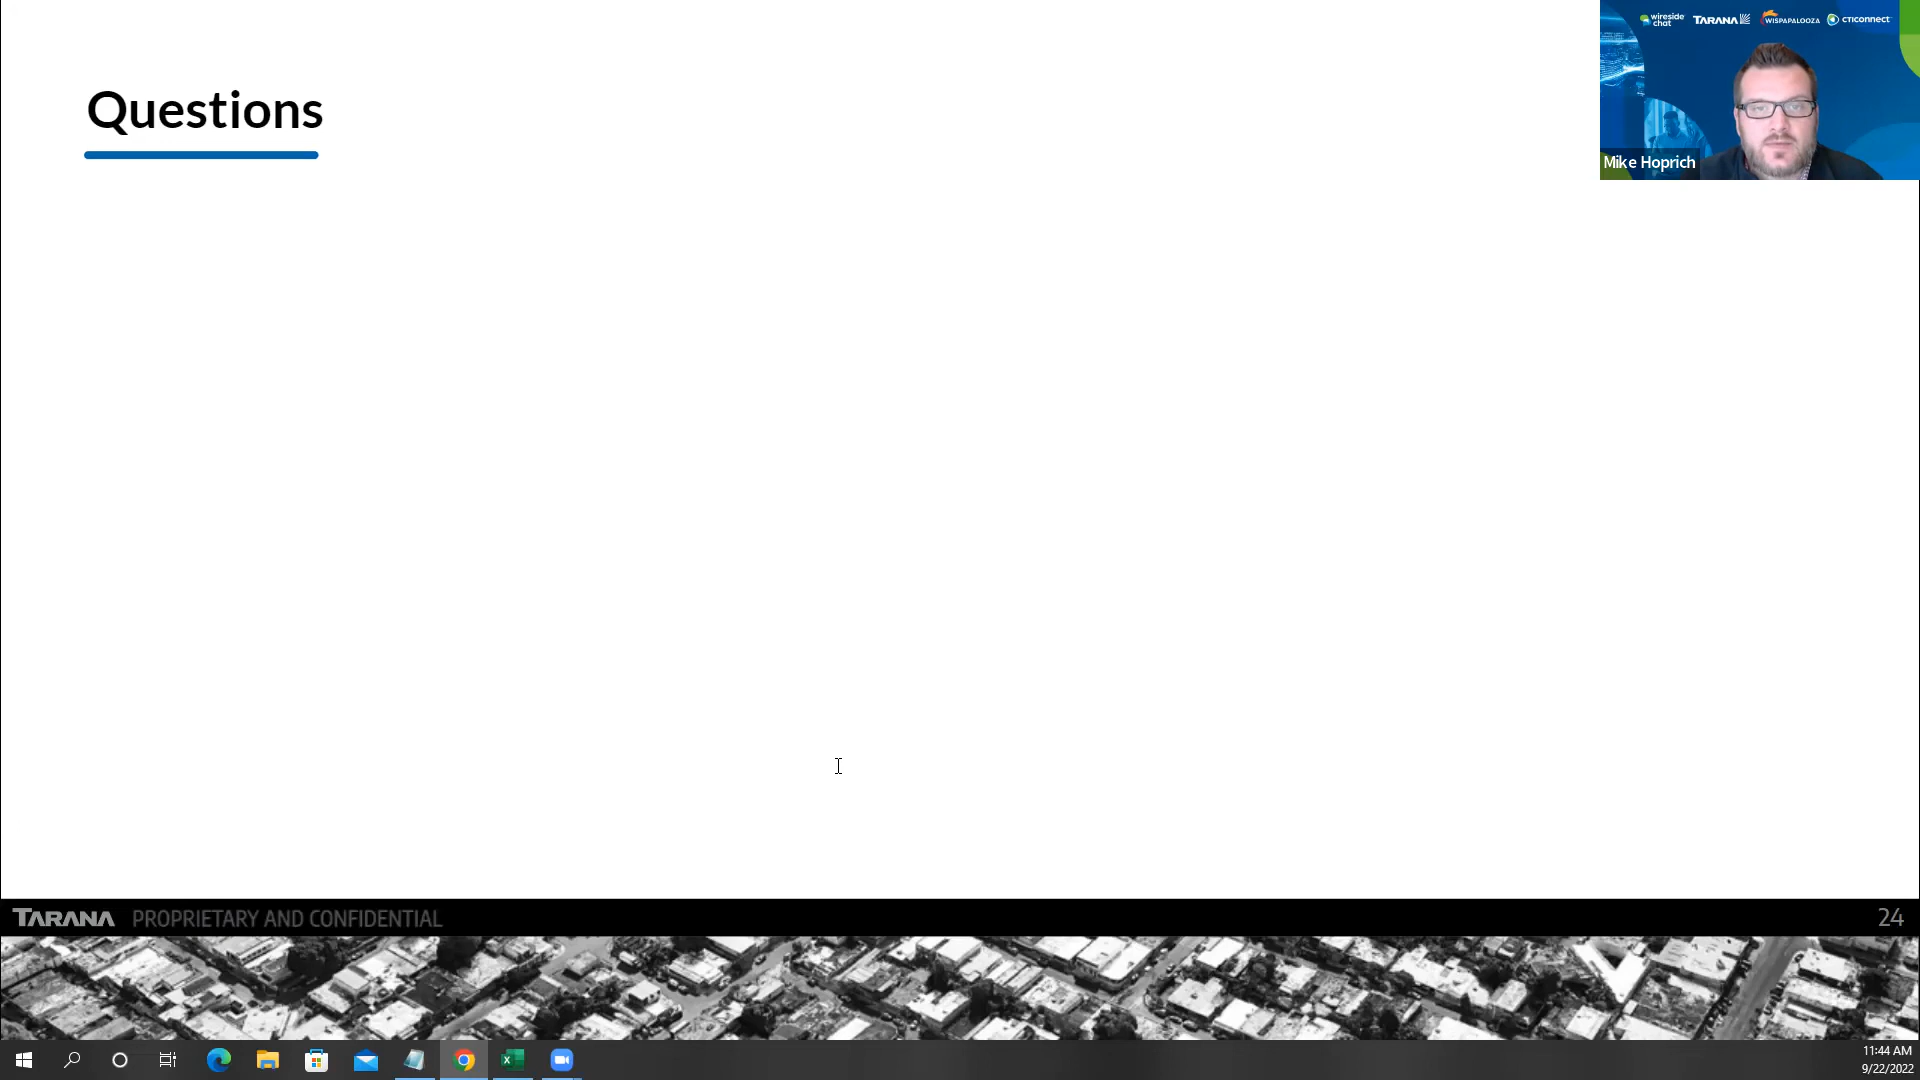 wireside
chat
TARANA
WISPAPALOOZA
CTICONNECT
Questions
Mike Hoprich
TARANA PROPRIETARY AND CONFIDENTIAL
24
11:44 AM
9/22/2022